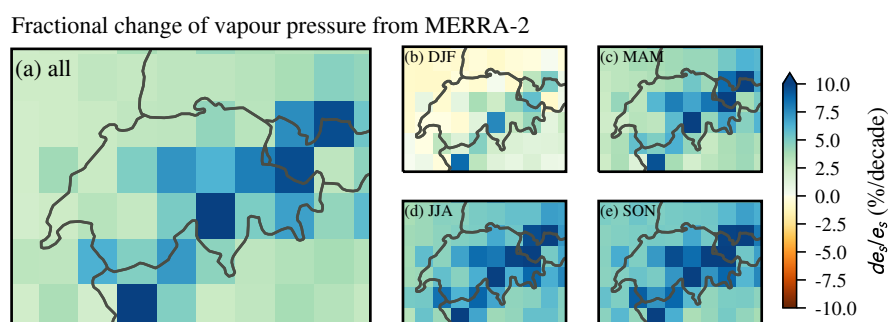 Fractional change of vapour pressure from MERRA-2
(a) all
(b) DJF
(c) MAM
(d) JJA
(e) SON
10.0
7.5
5.0
2.5
0.0
-2.5
-5.0
-7.5
-10.0
de_s/e_s (%/decade)